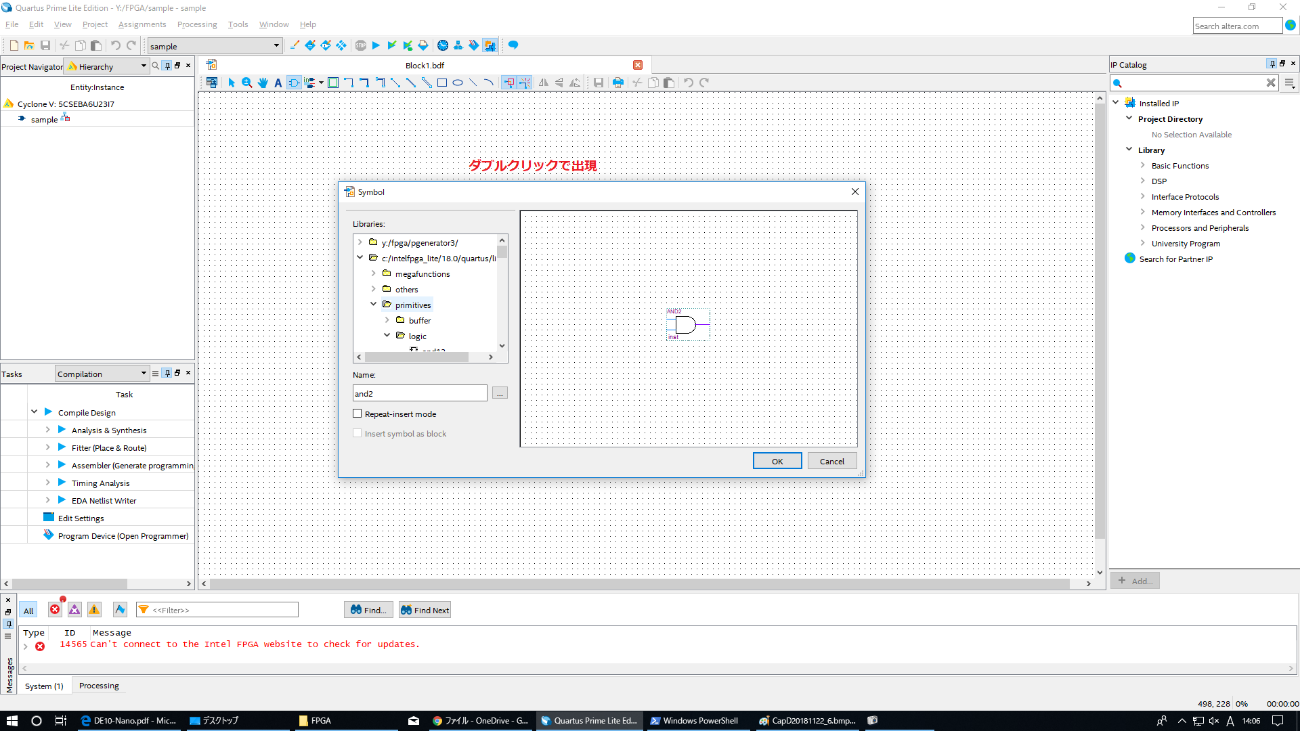 Quartus Prime Lite Edition - Y:/FPGA/sample - sample
File Edit View Project Assignments Processing Tools Window Help
Search altera.com
sample
Project Navigator Hierarchy
Entity:Instance
Cyclone V: 5CSEBA6U23I7
sample
Block1.bdf
ダブルクリックで出現
Symbol
Libraries:
y:/fpga/pgenerator3/
c:/intelfpga_lite/18.0/quartus/li
megafunctions
others
primitives
buffer
logic
Name:
and2
...
Repeat-insert mode
Insert symbol as block
AND2
inst
OK
Cancel
IP Catalog
Installed IP
Project Directory
No Selection Available
Library
Basic Functions
DSP
Interface Protocols
Memory Interfaces and Controllers
Processors and Peripherals
University Program
Search for Partner IP
+ Add...
Tasks Compilation
Task
Compile Design
Analysis & Synthesis
Fitter (Place & Route)
Assembler (Generate programmin
Timing Analysis
EDA Netlist Writer
Edit Settings
Program Device (Open Programmer)
All
<<Filter>>
Find...
Find Next
Type ID Message
14565 Can't connect to the Intel FPGA website to check for updates.
Messages
System (1) Processing
498, 228 0% 00:00:00
DE10-Nano.pdf - Mic...
デスクトップ
FPGA
ファイル - OneDrive - G...
Quartus Prime Lite Ed...
Windows PowerShell
CapD20181122_6.bmp...
A 14:06